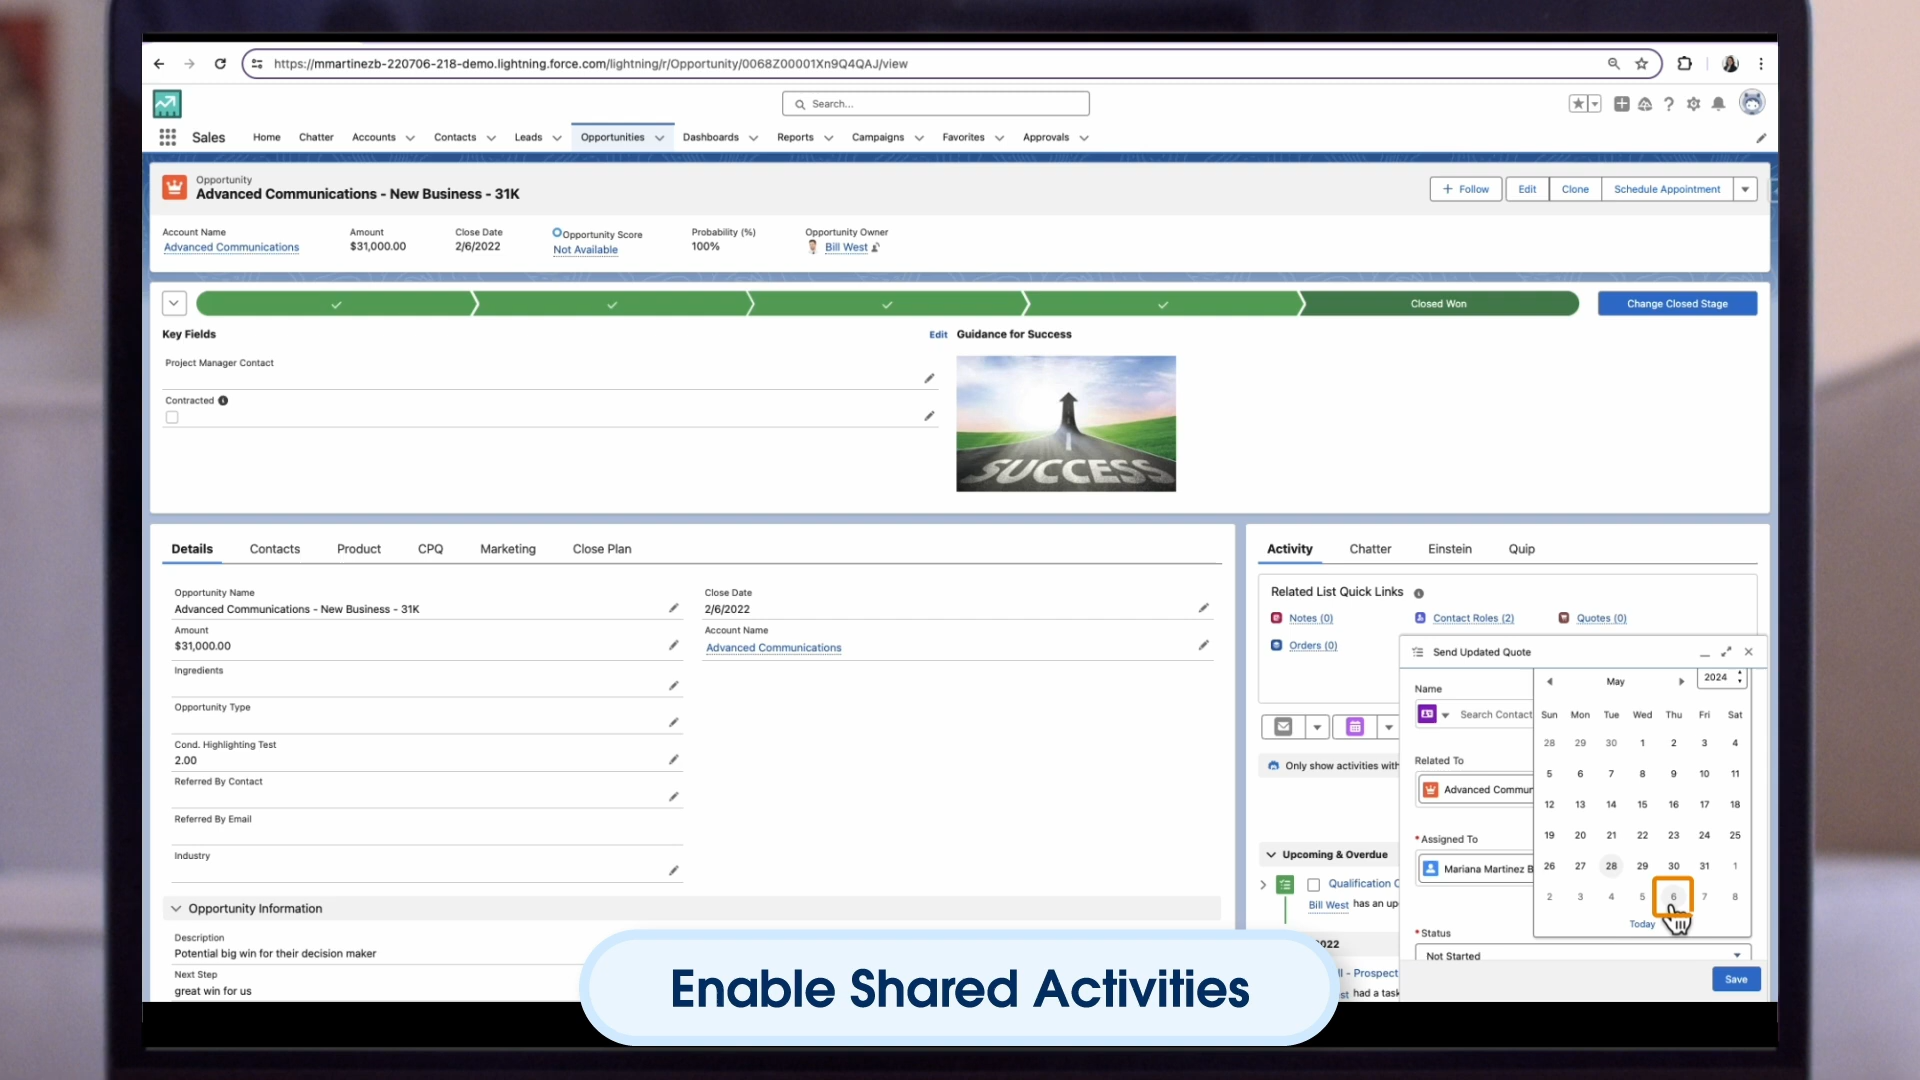 https://mmartinezb-220706-218-demo.lightning.force.com/lightning/r/Opportunity/0068Z00001Xn9Q4QAJ/view
Search...
Sales Home Chatter Accounts Contacts Leads Opportunities Dashboards Reports Campaigns Favorites Approvals
Opportunity
Advanced Communications - New Business - 31K
+ Follow Edit Clone Schedule Appointment
Account Name Amount Close Date Opportunity Score Probability (%) Opportunity Owner
Advanced Communications $31,000.00 2/6/2022 Not Available 100% Bill West
Closed Won Change Closed Stage
Key Fields Edit Guidance for Success
Project Manager Contact
Contracted
SUCCESS
Details Contacts Product CPQ Marketing Close Plan
Opportunity Name
Advanced Communications - New Business - 31K
Amount
$31,000.00
Ingredients
Opportunity Type
Cond. Highlighting Test
2.00
Referred By Contact
Referred By Email
Industry
Close Date
2/6/2022
Account Name
Advanced Communications
Opportunity Information
Description
Potential big win for their decision maker
Next Step
great win for us
Activity Chatter Einstein Quip
Related List Quick Links
Notes (0) Contact Roles (2) Quotes (0)
Orders (0)
Only show activities with
Upcoming & Overdue
Qualification C
Bill West has an up
2022
l - Prospect
st had a task
Send Updated Quote
Name
Search Contact
Related To
Advanced Commun
*Assigned To
Mariana Martinez B
*Status
Not Started
Save
May 2024
Sun Mon Tue Wed Thu Fri Sat
28 29 30 1 2 3 4
5 6 7 8 9 10 11
12 13 14 15 16 17 18
19 20 21 22 23 24 25
26 27 28 29 30 31 1
2 3 4 5 6 7 8
Today
Enable Shared Activities